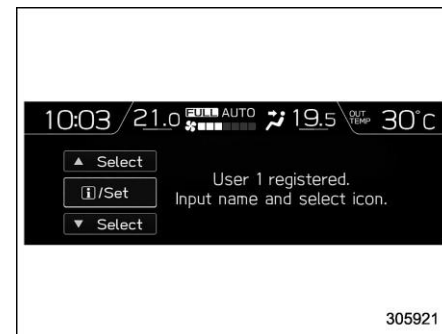 10:03 21.0 FULL AUTO 19.5 OUT TEMP 30°C
▲ Select
i/Set
▼ Select
User 1 registered.
Input name and select icon.
305921